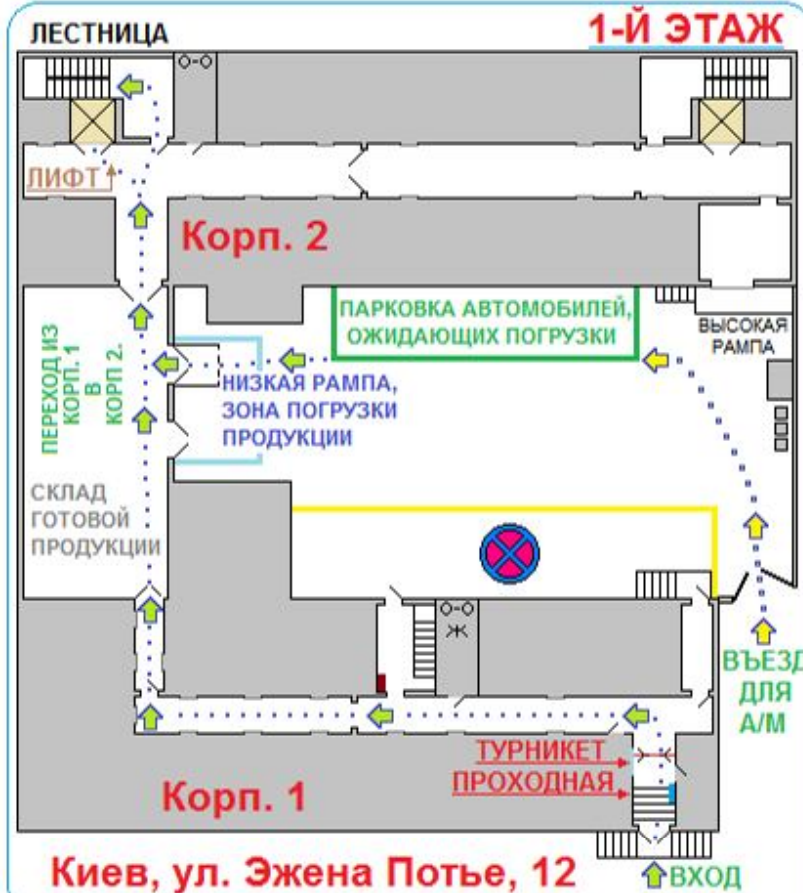 ЛЕСТНИЦА
1-Й ЭТАЖ
ЛИФТ
Корп. 2
ПАРКОВКА АВТОМОБИЛЕЙ,
ОЖИДАЮЩИХ ПОГРУЗКИ
ВЫСОКАЯ
РАМПА
ПЕРЕХОД ИЗ
КОРП. 1
В
КОРП 2.
НИЗКАЯ РАМПА,
ЗОНА ПОГРУЗКИ
ПРОДУКЦИИ
СКЛАД
ГОТОВОЙ
ПРОДУКЦИИ
Ж
ВЪЕЗД
ДЛЯ
А/М
ТУРНИКЕТ
ПРОХОДНАЯ
Корп. 1
Киев, ул. Эжена Потье, 12
ВХОД